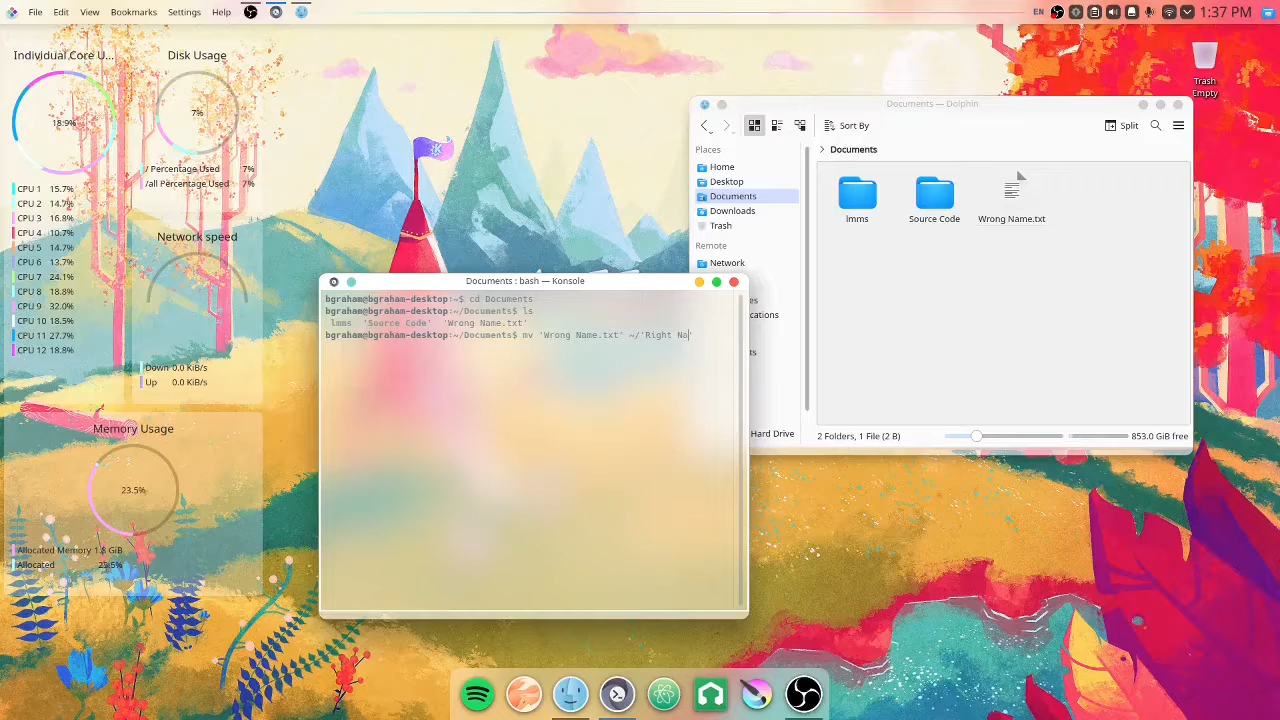 File Edit View Bookmarks Settings Help
EN 1:37 PM
Individual Core U...
18.9%
CPU 1 15.7%
CPU 2 14.7%
CPU 3 16.8%
CPU 4 10.7%
CPU 5 14.7%
CPU 6 13.7%
CPU 7 24.1%
CPU 8 18.8%
CPU 9 32.0%
CPU 10 18.5%
CPU 11 27.7%
CPU 12 18.8%
Disk Usage
7%
/ Percentage Used 7%
/all Percentage Used 7%
Network speed
Down 0.0 KiB/s
Up 0.0 KiB/s
Memory Usage
23.5%
Allocated Memory 1.8 GiB
Allocated 23.5%
Trash
Empty
Documents — Dolphin
Sort By
Split
Places
Home
Desktop
Documents
Downloads
Trash
Remote
Network
es
cations
ts
Hard Drive
Documents
lmms
Source Code
Wrong Name.txt
2 Folders, 1 File (2 B)
853.0 GiB free
Documents : bash — Konsole
bgraham@bgraham-desktop:~$ cd Documents
bgraham@bgraham-desktop:~/Documents$ ls
lmms 'Source Code' 'Wrong Name.txt'
bgraham@bgraham-desktop:~/Documents$ mv 'Wrong Name.txt' ~/'Right Na'